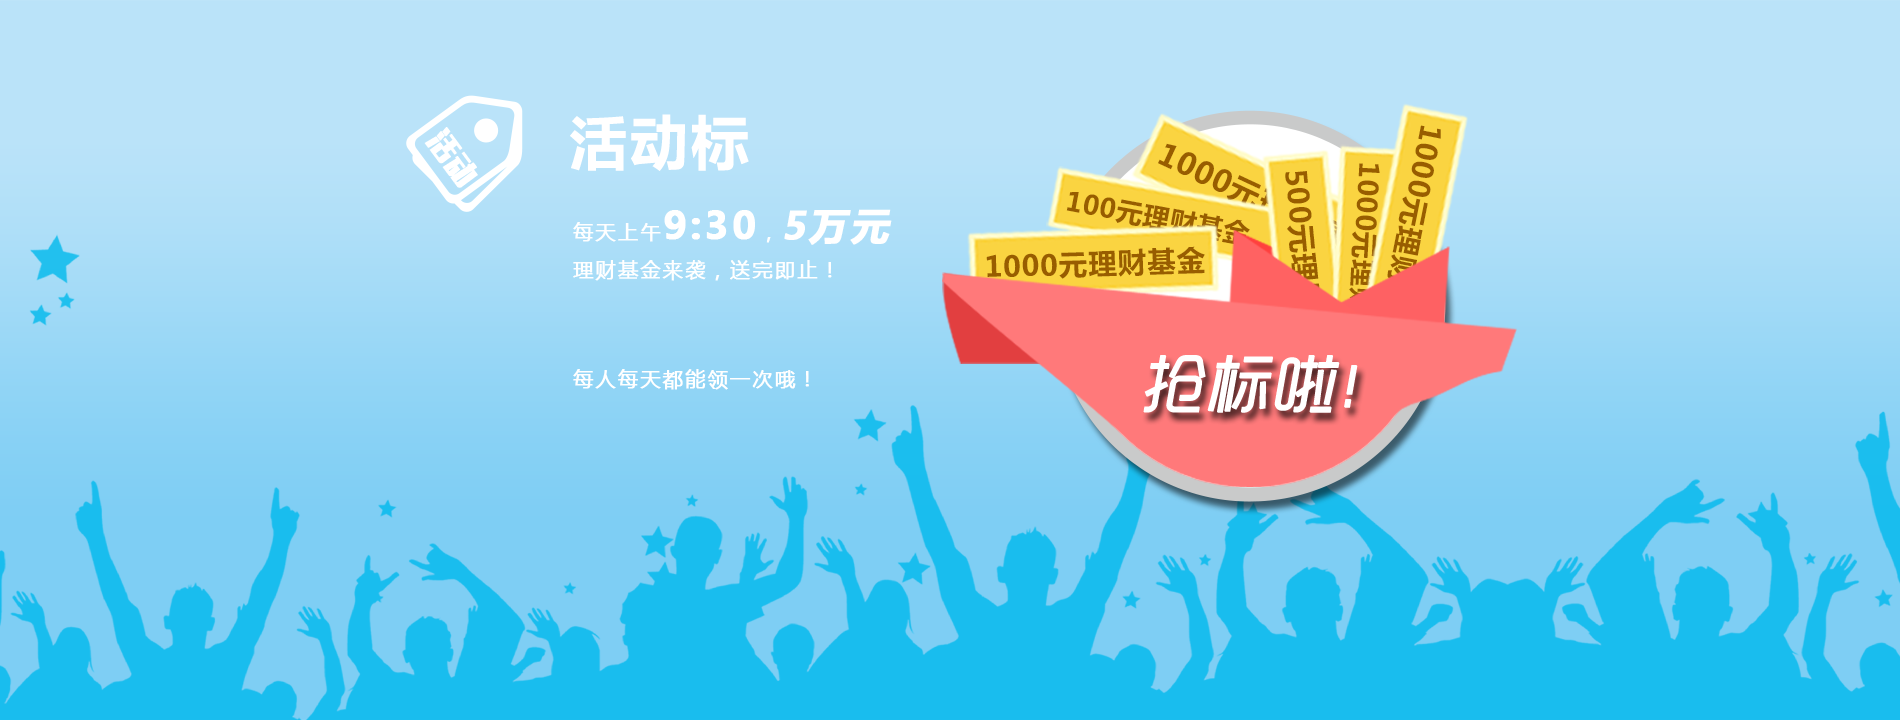 活动
活动标
每天上午9:30，5万元
理财基金来袭，送完即止！
每人每天都能领一次哦！
1000元
100元理财基金
1000元理财基金
500元理
1000元理
1000元理财
抢标啦!